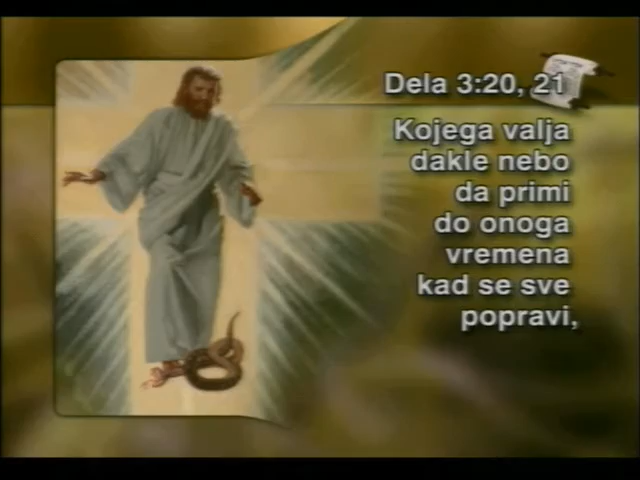 Dela 3:20, 21
Kojega valja
dakle nebo
da primi
do onoga
vremena
kad se sve
popravi,